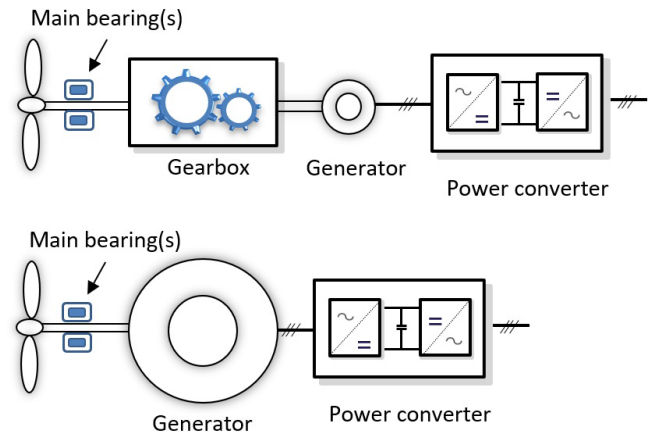 Main bearing(s)
Gearbox
Generator
Power converter
Main bearing(s)
Generator
Power converter